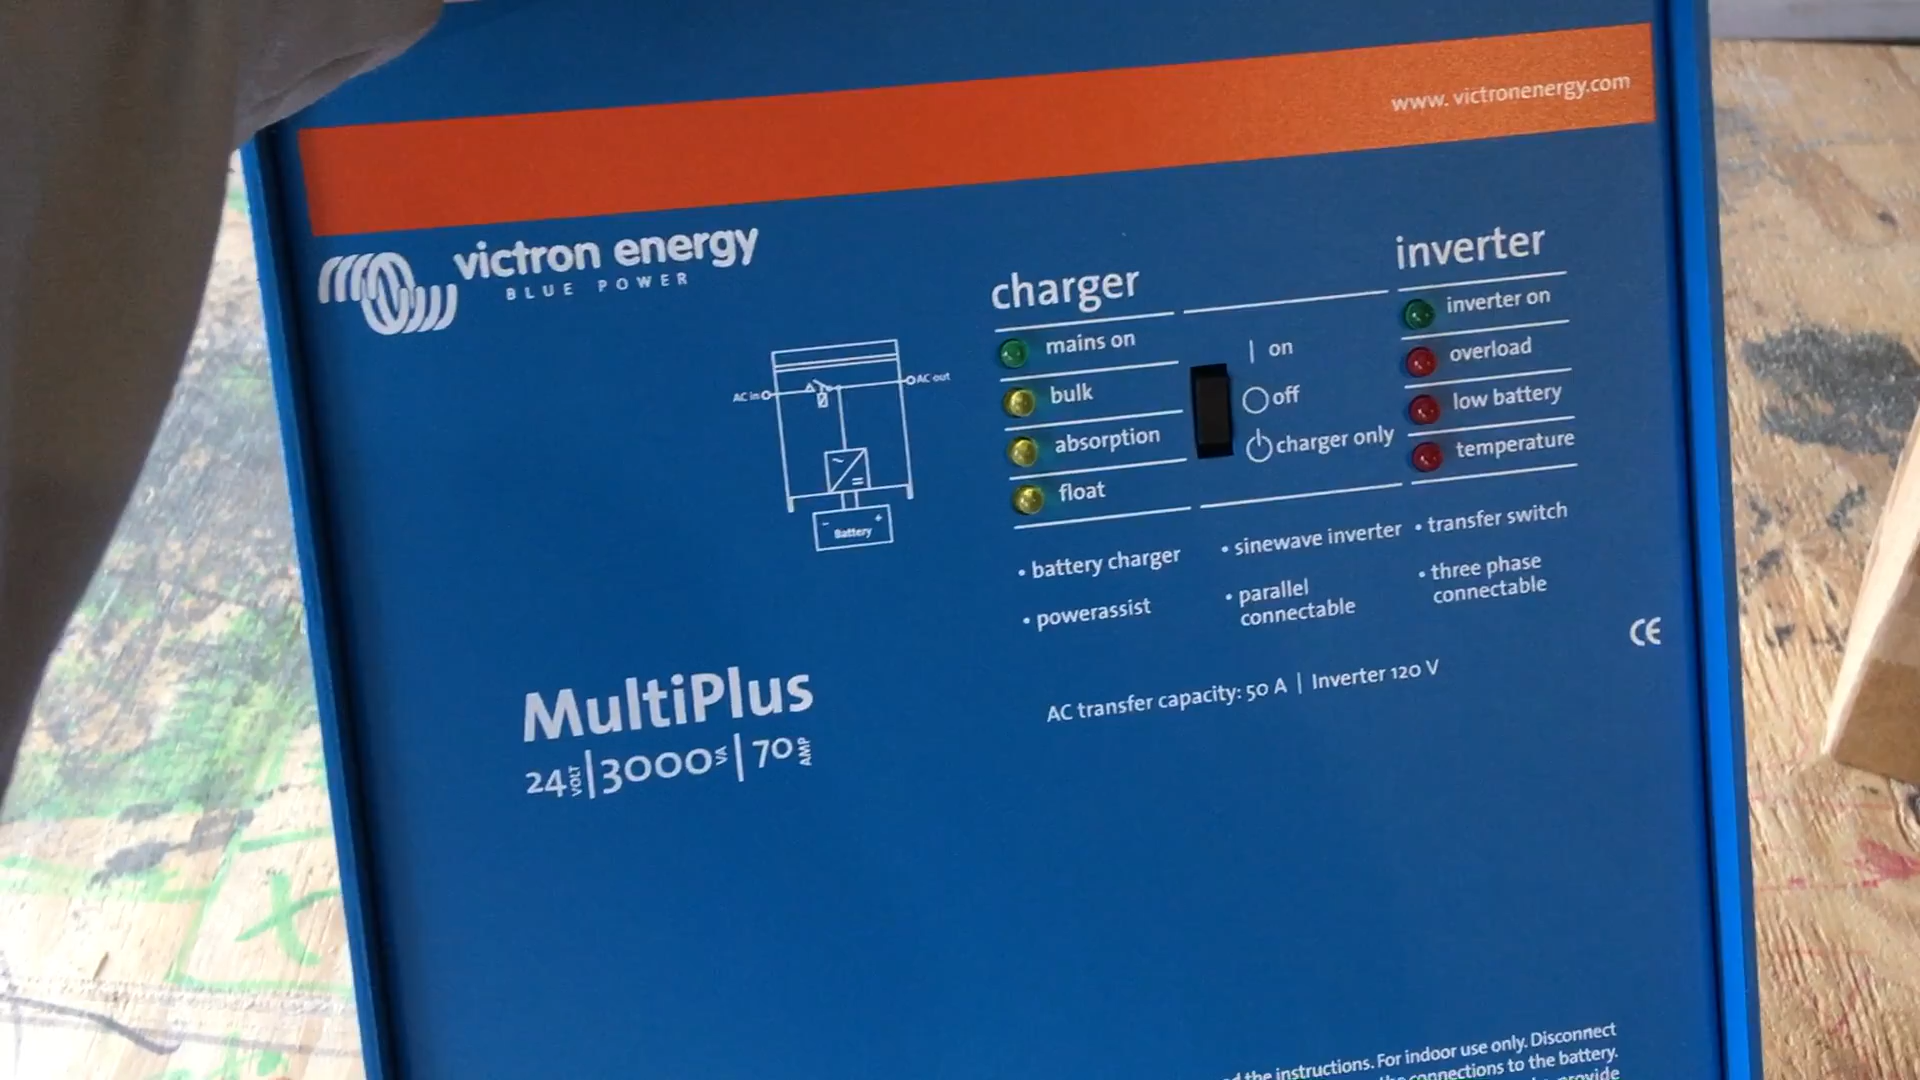 www. victronenergy.com
victron energy
BLUE POWER
charger
mains on
bulk
absorption
float
on
off
charger only
inverter
inverter on
overload
low battery
temperature
AC in
AC out
Battery
• battery charger
• powerassist
• sinewave inverter
• parallel
connectable
• transfer switch
• three phase
connectable
CE
MultiPlus
24 VOLT | 3000 VA | 70 AMP
AC transfer capacity: 50 A | Inverter 120 V
the instructions. For indoor use only. Disconnect
connections to the battery.
provide